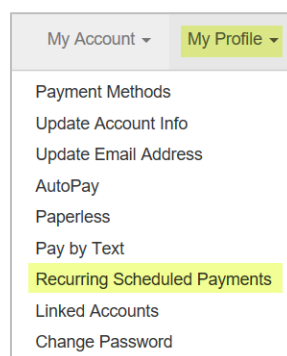 My Account My Profile
Payment Methods
Update Account Info
Update Email Address
AutoPay
Paperless
Pay by Text
Recurring Scheduled Payments
Linked Accounts
Change Password